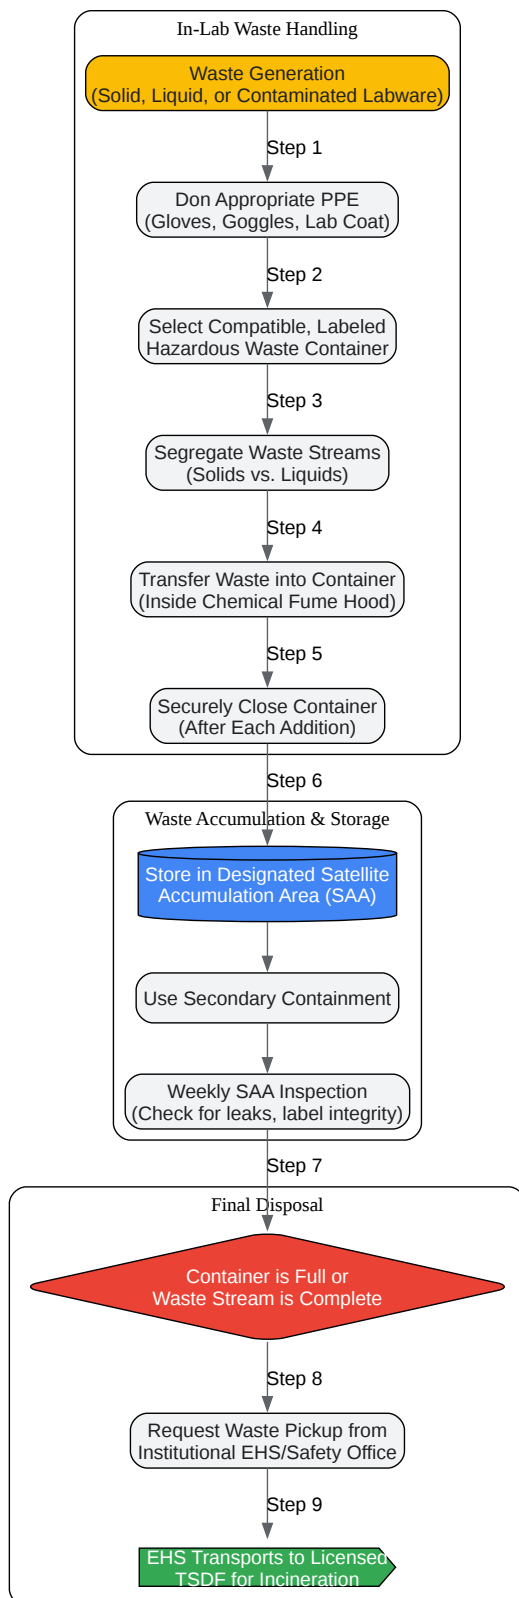 In-Lab Waste Handling
Waste Generation
(Solid, Liquid, or Contaminated Labware)
Step 1
Don Appropriate PPE
(Gloves, Goggles, Lab Coat)
Step 2
Select Compatible, Labeled
Hazardous Waste Container
Step 3
Segregate Waste Streams
(Solids vs. Liquids)
Step 4
Transfer Waste into Container
(Inside Chemical Fume Hood)
Step 5
Securely Close Container
(After Each Addition)
Step 6
Waste Accumulation & Storage
Store in Designated Satellite
Accumulation Area (SAA)
Use Secondary Containment
Weekly SAA Inspection
(Check for leaks, label integrity)
Step 7
Final Disposal
Container is Full or
Waste Stream is Complete
Step 8
Request Waste Pickup from
Institutional EHS/Safety Office
Step 9
EHS Transports to Licensed
TSDF for Incineration